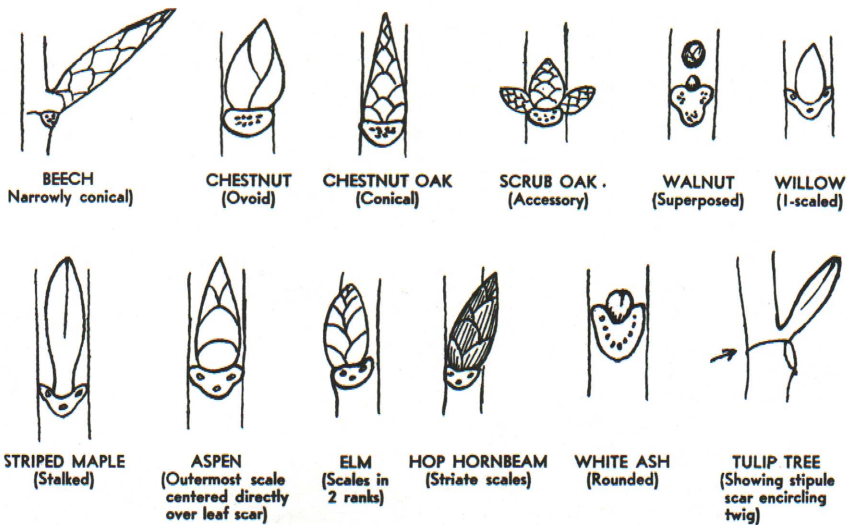 BEECH
Narrowly conical)
CHESTNUT
(Ovoid)
CHESTNUT OAK
(Conical)
SCRUB OAK.
(Accessory)
WALNUT
(Superposed)
WILLOW
(1-scaled)
STRIPED MAPLE
(Stalked)
ASPEN
(Outermost scale
centered directly
over leaf scar)
ELM
(Scales in
2 ranks)
HOP HORNBEAM
(Striate scales)
WHITE ASH
(Rounded)
TULIP TREE
(Showing stipule
scar encircling
twig)